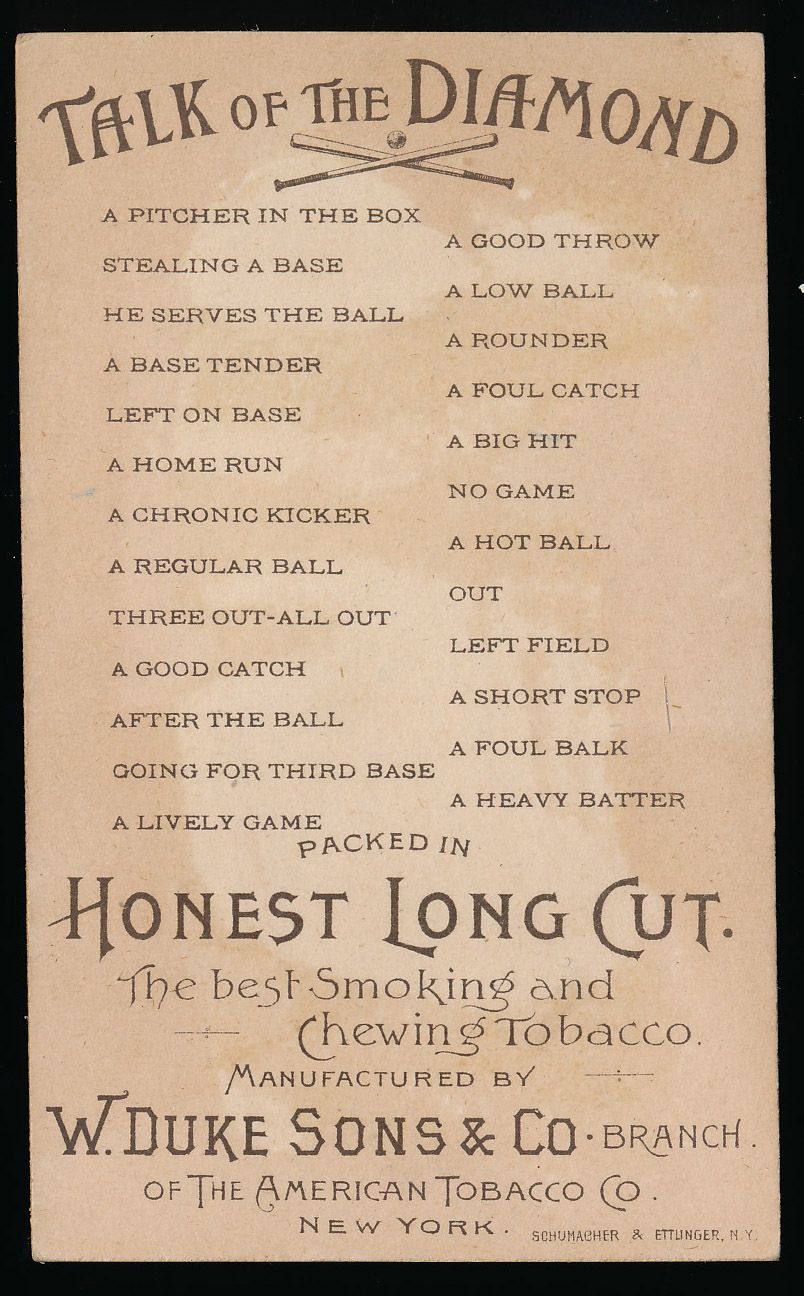 TALK OF THE DIAMOND
A PITCHER IN THE BOX
A GOOD THROW
STEALING A BASE
A LOW BALL
HE SERVES THE BALL
A ROUNDER
A BASE TENDER
A FOUL CATCH
LEFT ON BASE
A BIG HIT
A HOME RUN
NO GAME
A CHRONIC KICKER
A HOT BALL
A REGULAR BALL
OUT
THREE OUT-ALL OUT
LEFT FIELD
A GOOD CATCH
A SHORT STOP
AFTER THE BALL
A FOUL BALK
GOING FOR THIRD BASE
A HEAVY BATTER
A LIVELY GAME
PACKED IN
HONEST LONG CUT.
The best Smoking and
Chewing Tobacco.
MANUFACTURED BY
W. DUKE SONS & CO. BRANCH.
OF THE AMERICAN TOBACCO CO.
NEW YORK.
SCHUMACHER & ETTLINGER, N.Y.